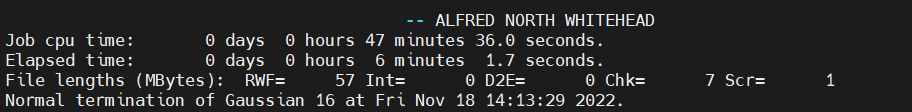 -- ALFRED NORTH WHITEHEAD
Job cpu time:       0 days  0 hours 47 minutes 36.0 seconds.
Elapsed time:       0 days  0 hours  6 minutes  1.7 seconds.
File lengths (MBytes):  RWF=     57 Int=      0 D2E=      0 Chk=      7 Scr=      1
Normal termination of Gaussian 16 at Fri Nov 18 14:13:29 2022.